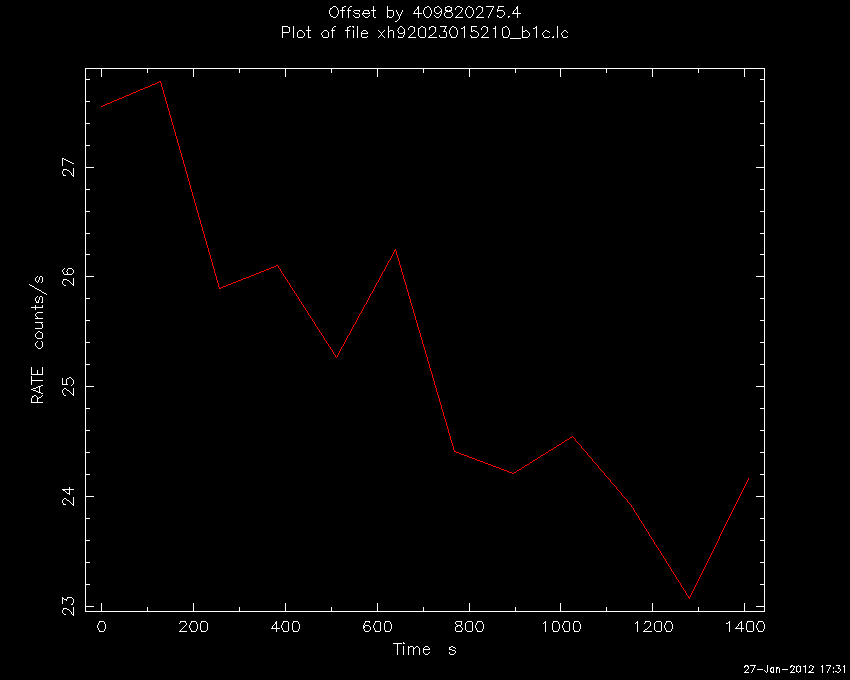 Offset by 409820275.4
Plot of file xh92023015210_b1c.lc
27
26
25
24
23
RATE counts/s
0 200 400 600 800 1000 1200 1400
Time s
27-Jan-2012 17:31